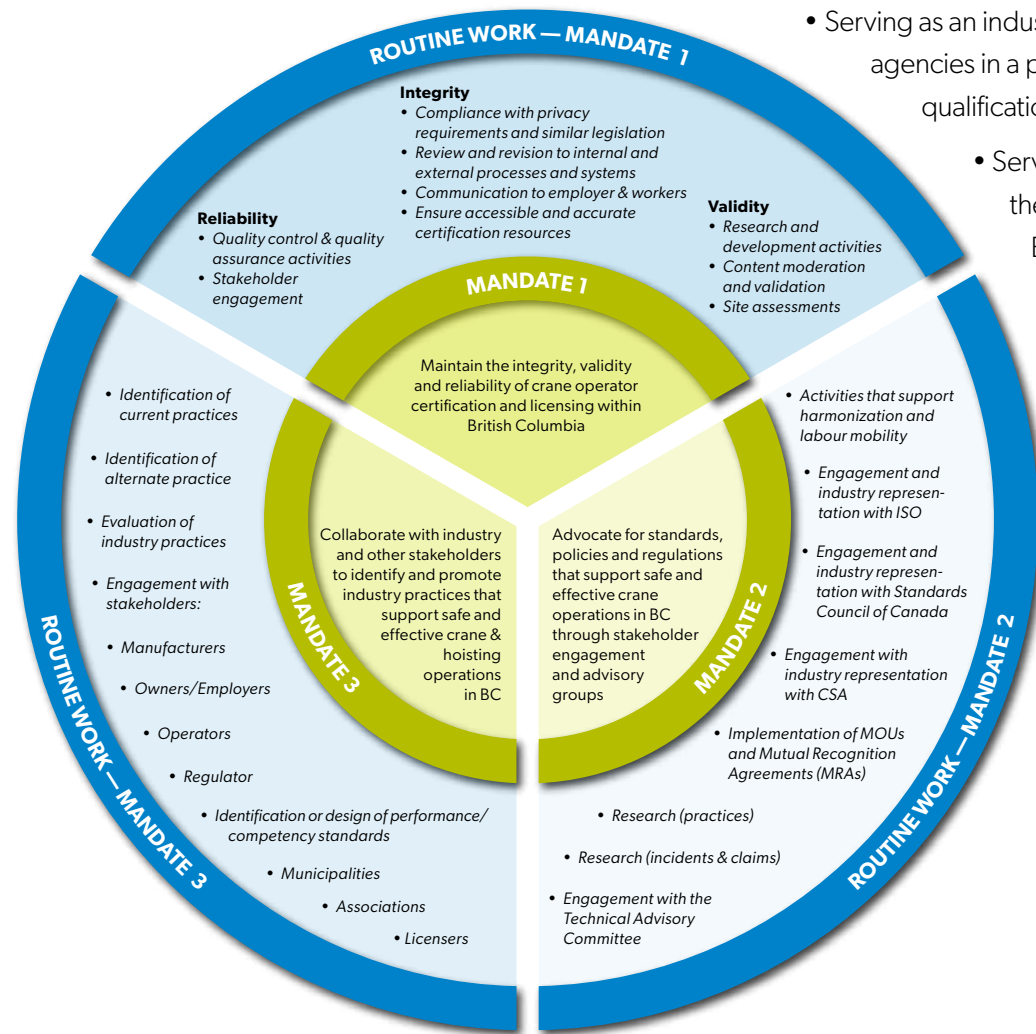 • Serving as an indus
agencies in a p
qualificatio
• Serv
the
ROUTINE WORK — MANDATE 1
Integrity
• Compliance with privacy
requirements and similar legislation
• Review and revision to internal and
external processes and systems
• Communication to employer & workers
• Ensure accessible and accurate
certification resources
Reliability
• Quality control & quality
assurance activities
• Stakeholder
engagement
Validity
• Research and
development activities
• Content moderation
and validation
• Site assessments
MANDATE 1
Maintain the integrity, validity
and reliability of crane operator
certification and licensing within
British Columbia
ROUTINE WORK — MANDATE 2
• Activities that support
harmonization and
labour mobility
• Engagement and
industry represen-
tation with ISO
• Engagement and
industry represen-
tation with Standards
Council of Canada
• Engagement with
industry representation
with CSA
• Implementation of MOUs
and Mutual Recognition
Agreements (MRAs)
• Research (practices)
• Research (incidents & claims)
• Engagement with the
Technical Advisory
Committee
MANDATE 2
Advocate for standards,
policies and regulations
that support safe and
effective crane
operations in BC
through stakeholder
engagement
and advisory
groups
ROUTINE WORK — MANDATE 3
• Identification of
current practices
• Identification of
alternate practice
• Evaluation of
industry practices
• Engagement with
stakeholders:
• Manufacturers
• Owners/Employers
• Operators
• Regulator
• Identification or design of performance/
competency standards
• Municipalities
• Associations
• Licensers
MANDATE 3
Collaborate with industry
and other stakeholders
to identify and promote
industry practices that
support safe and
effective crane &
hoisting
operations
in BC